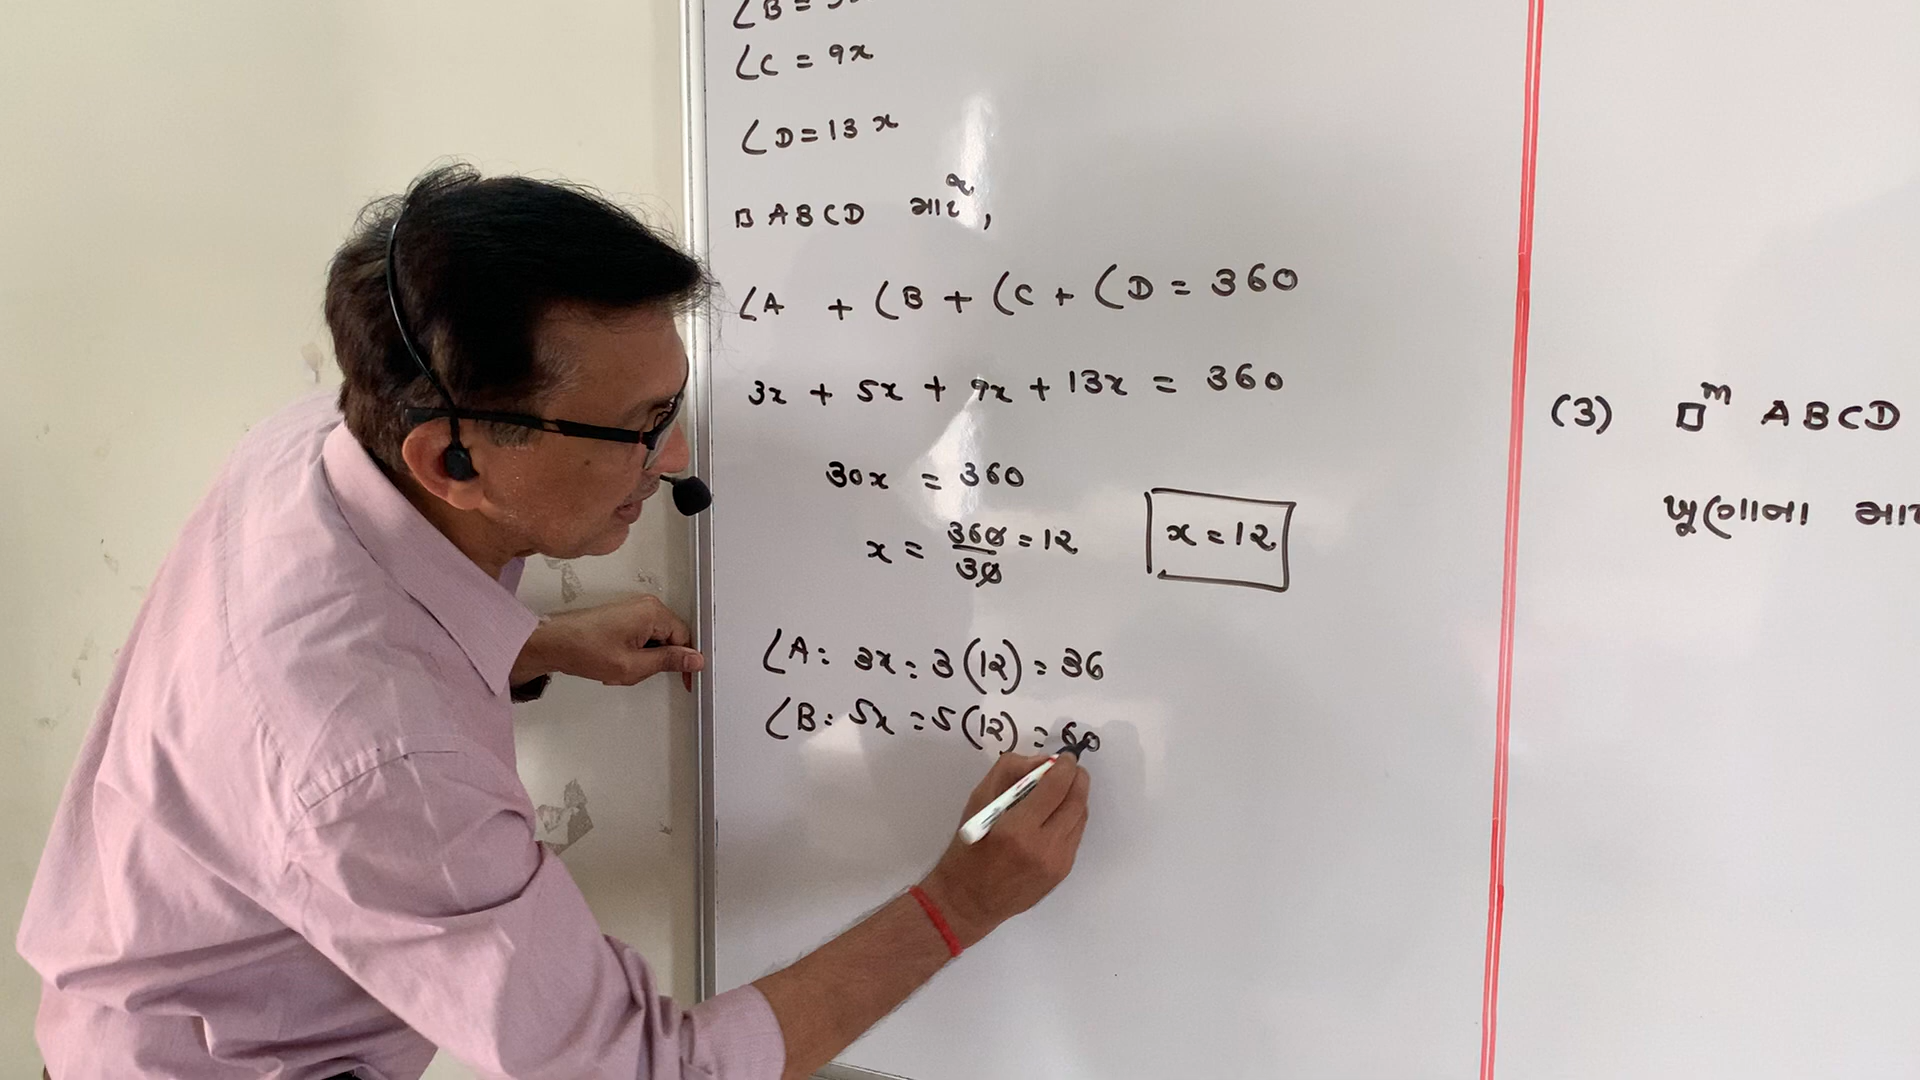 ∠B = 5x
∠C = 9x
∠D = 13x
□ ABCD માટે,
∠A + ∠B + ∠C + ∠D = 360
3x + 5x + 9x + 13x = 360
30x = 360
x = 360/30 = 12
x = 12
∠A = 3x = 3(12) = 36
∠B = 5x = 5(12) = 60
(3) □m ABCD
ખૂણાના